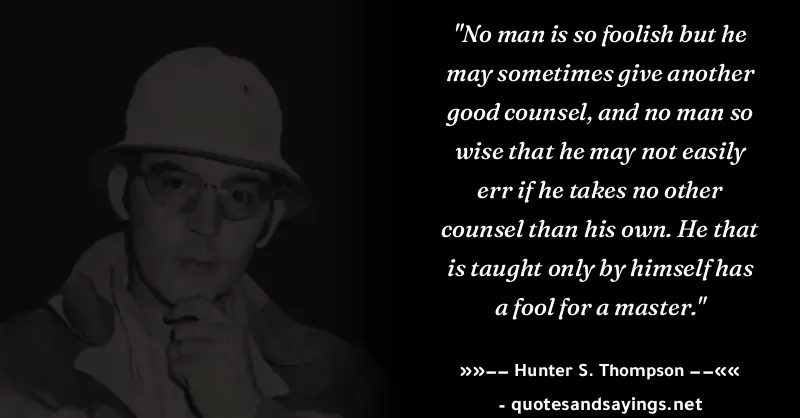 "No man is so foolish but he
may sometimes give another
good counsel, and no man so
wise that he may not easily
err if he takes no other
counsel than his own. He that
is taught only by himself has
a fool for a master."
»»−− Hunter S. Thompson −−««
- quotesandsayings.net